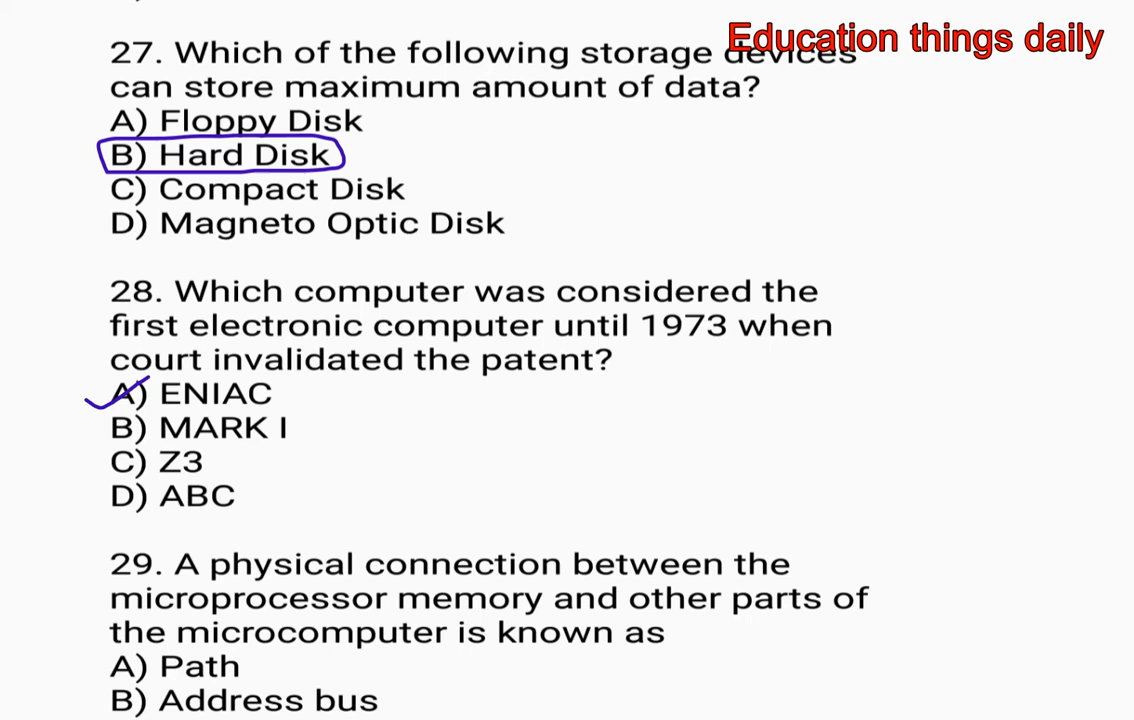 Education things daily
27. Which of the following storage devices
can store maximum amount of data?
A) Floppy Disk
B) Hard Disk
C) Compact Disk
D) Magneto Optic Disk
28. Which computer was considered the
first electronic computer until 1973 when
court invalidated the patent?
A) ENIAC
B) MARK I
C) Z3
D) ABC
29. A physical connection between the
microprocessor memory and other parts of
the microcomputer is known as
A) Path
B) Address bus